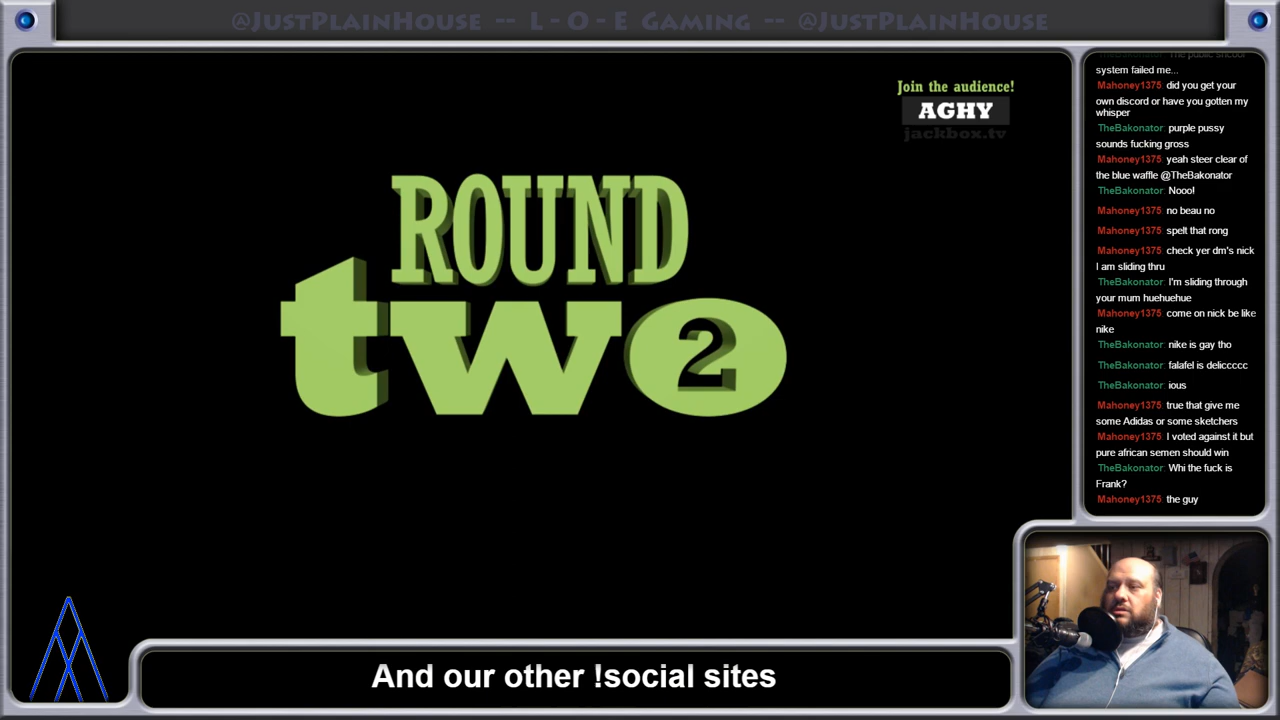 @JustPlainHouse -- L - O - E Gaming -- @JustPlainHouse
Join the audience!
AGHY
jackbox.tv
ROUND
two
2
system failed me...
Mahoney1375: did you get your
own discord or have you gotten my
whisper
TheBakonator: purple pussy
sounds fucking gross
Mahoney1375: yeah steer clear of
the blue waffle @TheBakonator
TheBakonator: Nooo!
Mahoney1375: no beau no
Mahoney1375: spelt that rong
Mahoney1375: check yer dm's nick
I am sliding thru
TheBakonator: I'm sliding through
your mum huehuehue
Mahoney1375: come on nick be like
nike
TheBakonator: nike is gay tho
TheBakonator: falafel is deliccccc
TheBakonator: ious
Mahoney1375: true that give me
some Adidas or some sketchers
Mahoney1375: I voted against it but
pure african semen should win
TheBakonator: Whi the fuck is
Frank?
Mahoney1375: the guy
And our other !social sites